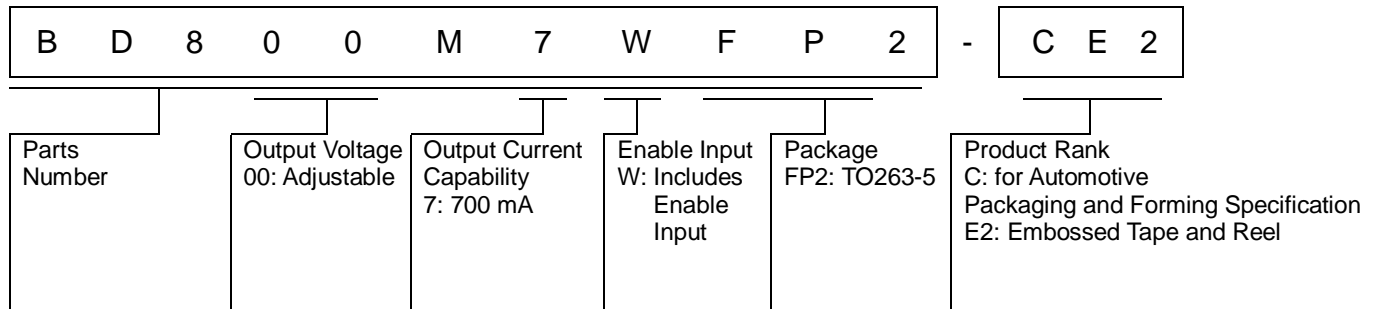 B D 8 0 0 M 7 W F P 2 - C E 2
Parts
Number
Output Voltage
00: Adjustable
Output Current
Capability
7: 700 mA
Enable Input
W: Includes
Enable
Input
Package
FP2: TO263-5
Product Rank
C: for Automotive
Packaging and Forming Specification
E2: Embossed Tape and Reel